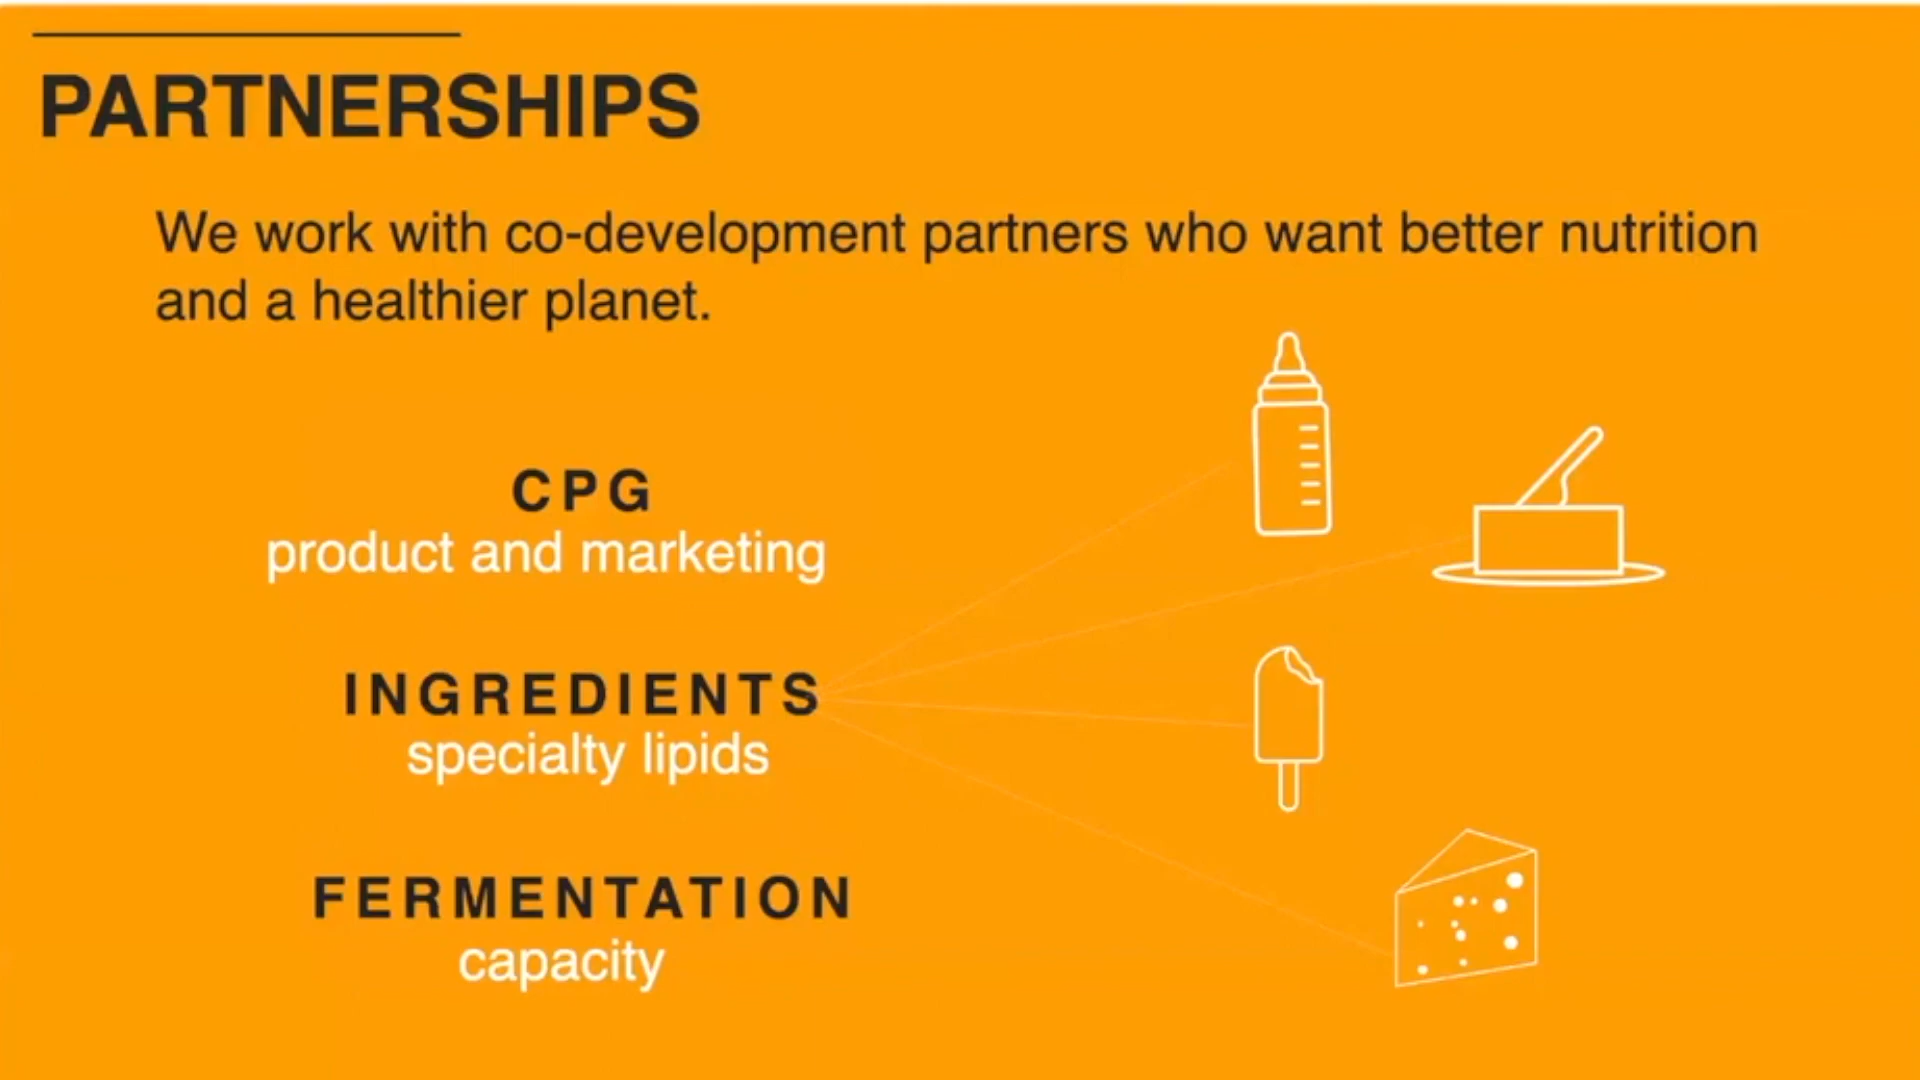 PARTNERSHIPS
We work with co-development partners who want better nutrition
and a healthier planet.
CPG
product and marketing
INGREDIENTS
specialty lipids
FERMENTATION
capacity